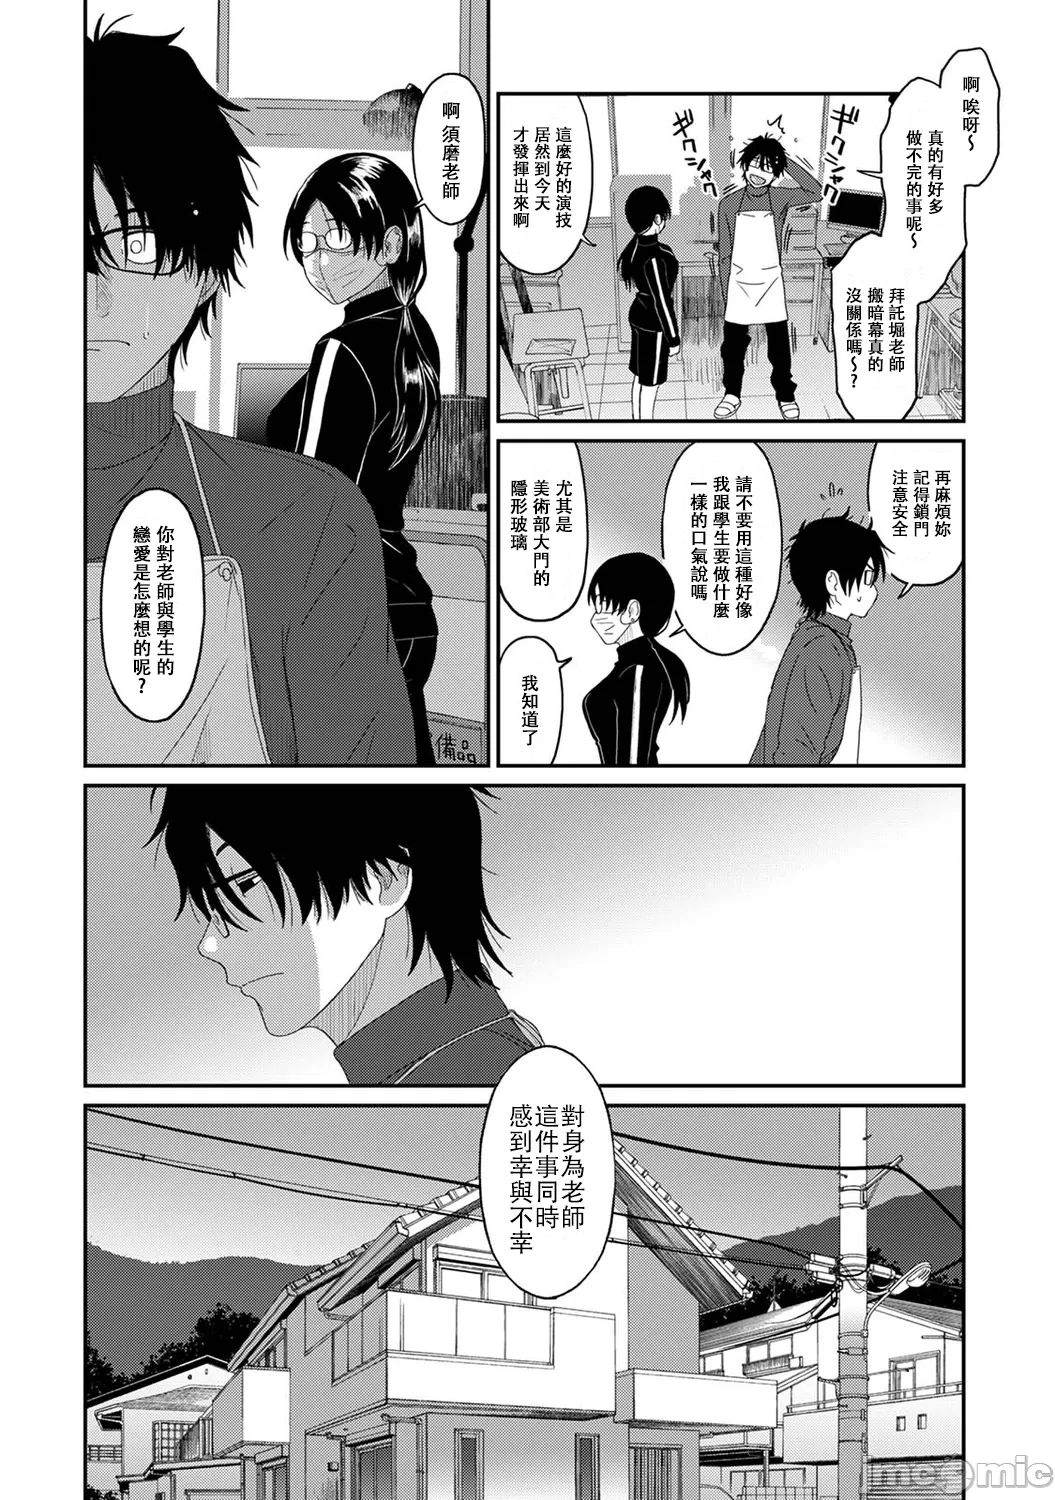 啊 唉呀～
真的有好多
做不完的事呢～
拜託堀老師
搬暗幕真的
沒關係嗎～？
ギクシャク
ギクシャク
這麼好的演技
居然到今天
才發揮出來啊
再麻煩妳
記得鎖門
注意安全
請不要用這種好像
我跟學生要做什麼
一樣的口氣說嗎
尤其是
美術部大門的
隱形玻璃
我知道了
啊 須磨老師
你對老師與學生的
戀愛是怎麼想的呢？
備品
對身為老師
這件事同時
感到幸與不幸